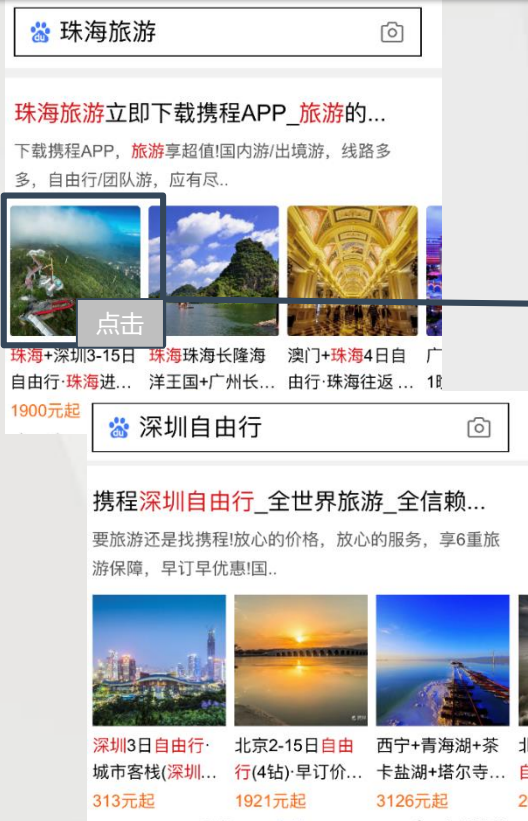 du 珠海旅游
珠海旅游立即下载携程APP_旅游的...
下载携程APP，旅游享超值!国内游/出境游，线路多
多，自由行/团队游，应有尽..
点击
珠海+深圳3-15日
自由行·珠海进...
1900元起
珠海珠海长隆海
洋王国+广州长...
澳门+珠海4日自
由行·珠海往返 ...
广
1
du 深圳自由行
携程深圳自由行_全世界旅游_全信赖...
要旅游还是找携程!放心的价格，放心的服务，享6重旅
游保障，早订早优惠!国..
深圳3日自由行·
城市客栈(深圳...
313元起
北京2-15日自由
行(4钻)·早订价...
1921元起
西宁+青海湖+茶
卡盐湖+塔尔寺...
3126元起
2